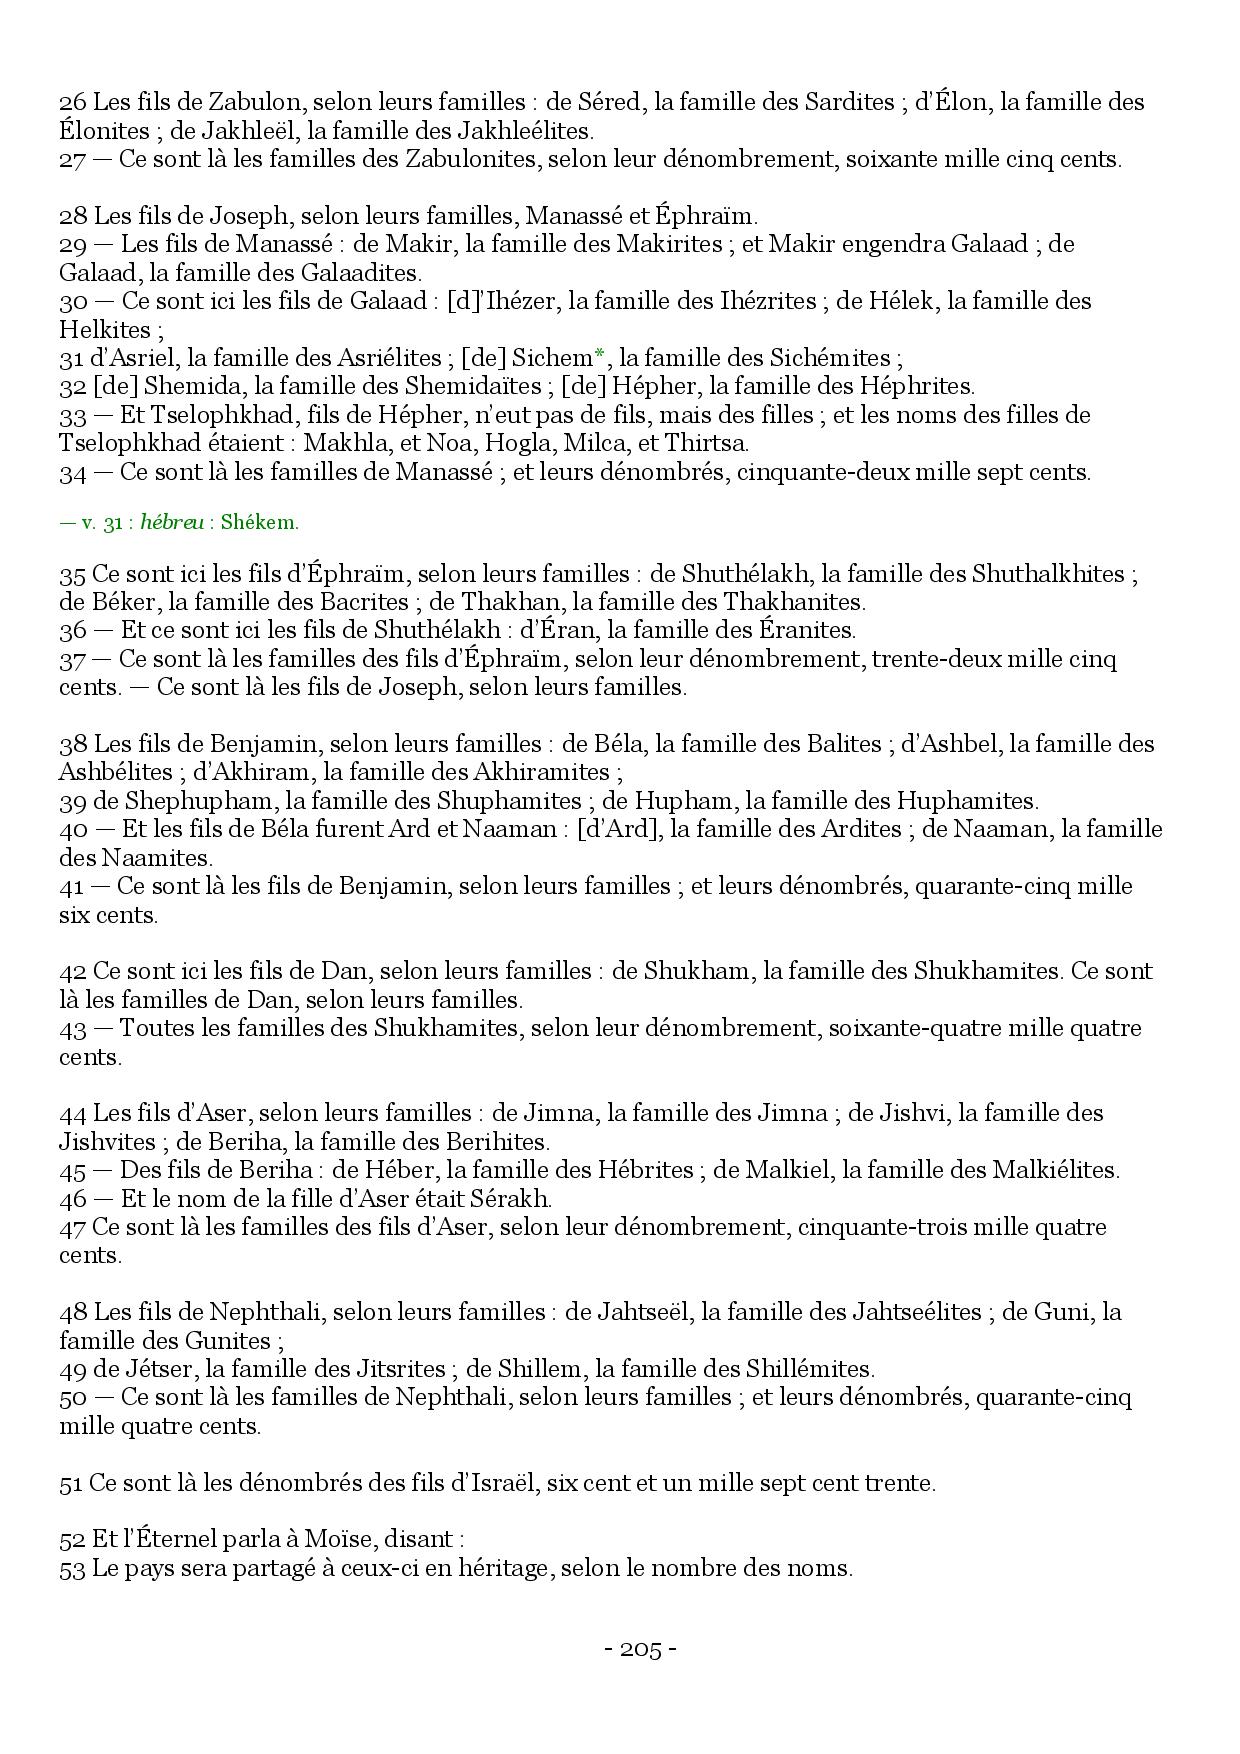 26 Les fils de Zabulon, selon leurs familles : de Séred, la famille des Sardites ; d’Élon, la famille des
Élonites ; de Jakhleël, la famille des Jakhleélites.
27 — Ce sont là les familles des Zabulonites, selon leur dénombrement, soixante mille cinq cents.
28 Les fils de Joseph, selon leurs familles, Manassé et Éphraïm.
29 — Les fils de Manassé : de Makir, la famille des Makirites ; et Makir engendra Galaad ; de
Galaad, la famille des Galaadites.
30 — Ce sont ici les fils de Galaad : [d]’Ihézer, la famille des Ihézrites ; de Hélek, la famille des
Helkites ;
31 d’Asriel, la famille des Asriélites ; [de] Sichem*, la famille des Sichémites ;
32 [de] Shemida, la famille des Shemidaïtes ; [de] Hépher, la famille des Héphrites.
33 — Et Tselophkhad, fils de Hépher, n’eut pas de fils, mais des filles ; et les noms des filles de
Tselophkhad étaient : Makhla, et Noa, Hogla, Milca, et Thirtsa.
34 — Ce sont là les familles de Manassé ; et leurs dénombrés, cinquante-deux mille sept cents.
— v. 31 : hébreu : Shékem.
35 Ce sont ici les fils d’Éphraïm, selon leurs familles : de Shuthélakh, la famille des Shuthalkhites ;
de Béker, la famille des Bacrites ; de Thakhan, la famille des Thakhanites.
36 — Et ce sont ici les fils de Shuthélakh : d’Éran, la famille des Éranites.
37 — Ce sont là les familles des fils d’Éphraïm, selon leur dénombrement, trente-deux mille cinq
cents. — Ce sont là les fils de Joseph, selon leurs familles.
38 Les fils de Benjamin, selon leurs familles : de Béla, la famille des Balites ; d’Ashbel, la famille des
Ashbélites ; d’Akhiram, la famille des Akhiramites ;
39 de Shephupham, la famille des Shuphamites ; de Hupham, la famille des Huphamites.
40 — Et les fils de Béla furent Ard et Naaman : [d’Ard], la famille des Ardites ; de Naaman, la famille
des Naamites.
41 — Ce sont là les fils de Benjamin, selon leurs familles ; et leurs dénombrés, quarante-cinq mille
six cents.
42 Ce sont ici les fils de Dan, selon leurs familles : de Shukham, la famille des Shukhamites. Ce sont
là les familles de Dan, selon leurs familles.
43 — Toutes les familles des Shukhamites, selon leur dénombrement, soixante-quatre mille quatre
cents.
44 Les fils d’Aser, selon leurs familles : de Jimna, la famille des Jimna ; de Jishvi, la famille des
Jishvites ; de Beriha, la famille des Berihites.
45 — Des fils de Beriha : de Héber, la famille des Hébrites ; de Malkiel, la famille des Malkiélites.
46 — Et le nom de la fille d’Aser était Sérakh.
47 Ce sont là les familles des fils d’Aser, selon leur dénombrement, cinquante-trois mille quatre
cents.
48 Les fils de Nephthali, selon leurs familles : de Jahtseël, la famille des Jahtseélites ; de Guni, la
famille des Gunites ;
49 de Jétser, la famille des Jitsrites ; de Shillem, la famille des Shillémites.
50 — Ce sont là les familles de Nephthali, selon leurs familles ; et leurs dénombrés, quarante-cinq
mille quatre cents.
51 Ce sont là les dénombrés des fils d’Israël, six cent et un mille sept cent trente.
52 Et l’Éternel parla à Moïse, disant :
53 Le pays sera partagé à ceux-ci en héritage, selon le nombre des noms.
- 205 -